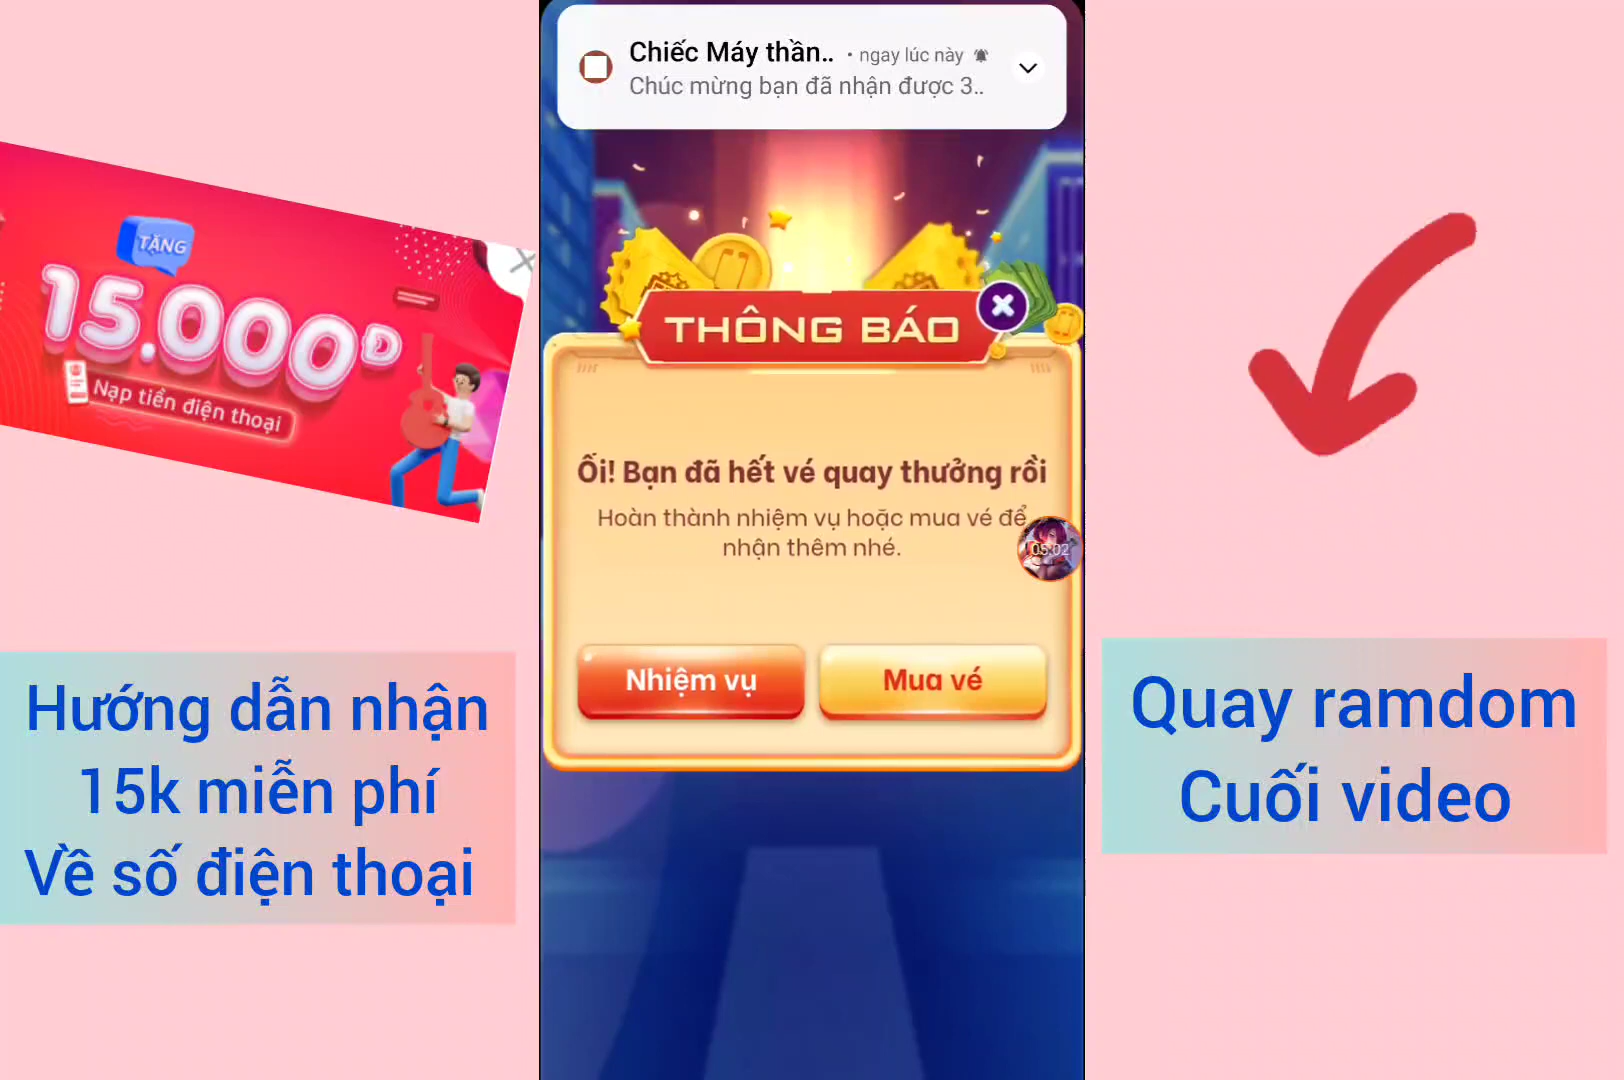 Chiếc Máy thần.. • ngay lúc này
Chúc mừng bạn đã nhận được 3..
TẶNG
15.000Đ
Nạp tiền điện thoại
THÔNG BÁO
Ối! Bạn đã hết vé quay thưởng rồi
Hoàn thành nhiệm vụ hoặc mua vé để
nhận thêm nhé.
05:02
Nhiệm vụ
Mua vé
Hướng dẫn nhận
15k miễn phí
Về số điện thoại
Quay ramdom
Cuối video